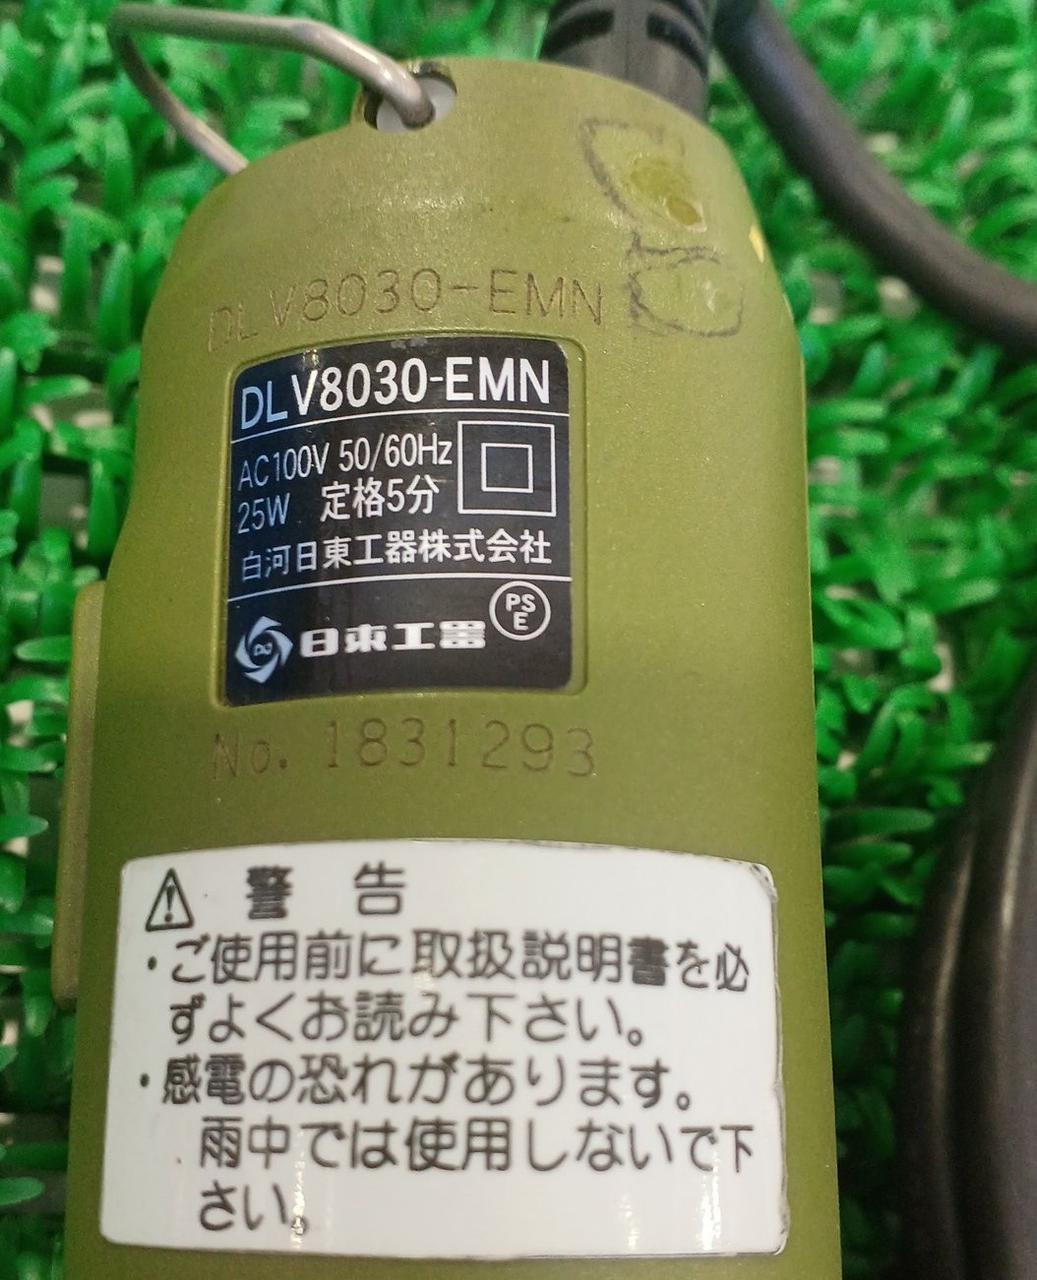 DLV8030-EMN
DLV8030-EMN
AC100V 50/60Hz
25W 定格5分
白河日東工器株式会社
PS
E
日東工器
No. 1831293
警 告
・ご使用前に取扱説明書を必
ずよくお読み下さい。
・感電の恐れがあります。
雨中では使用しないで下
さい。